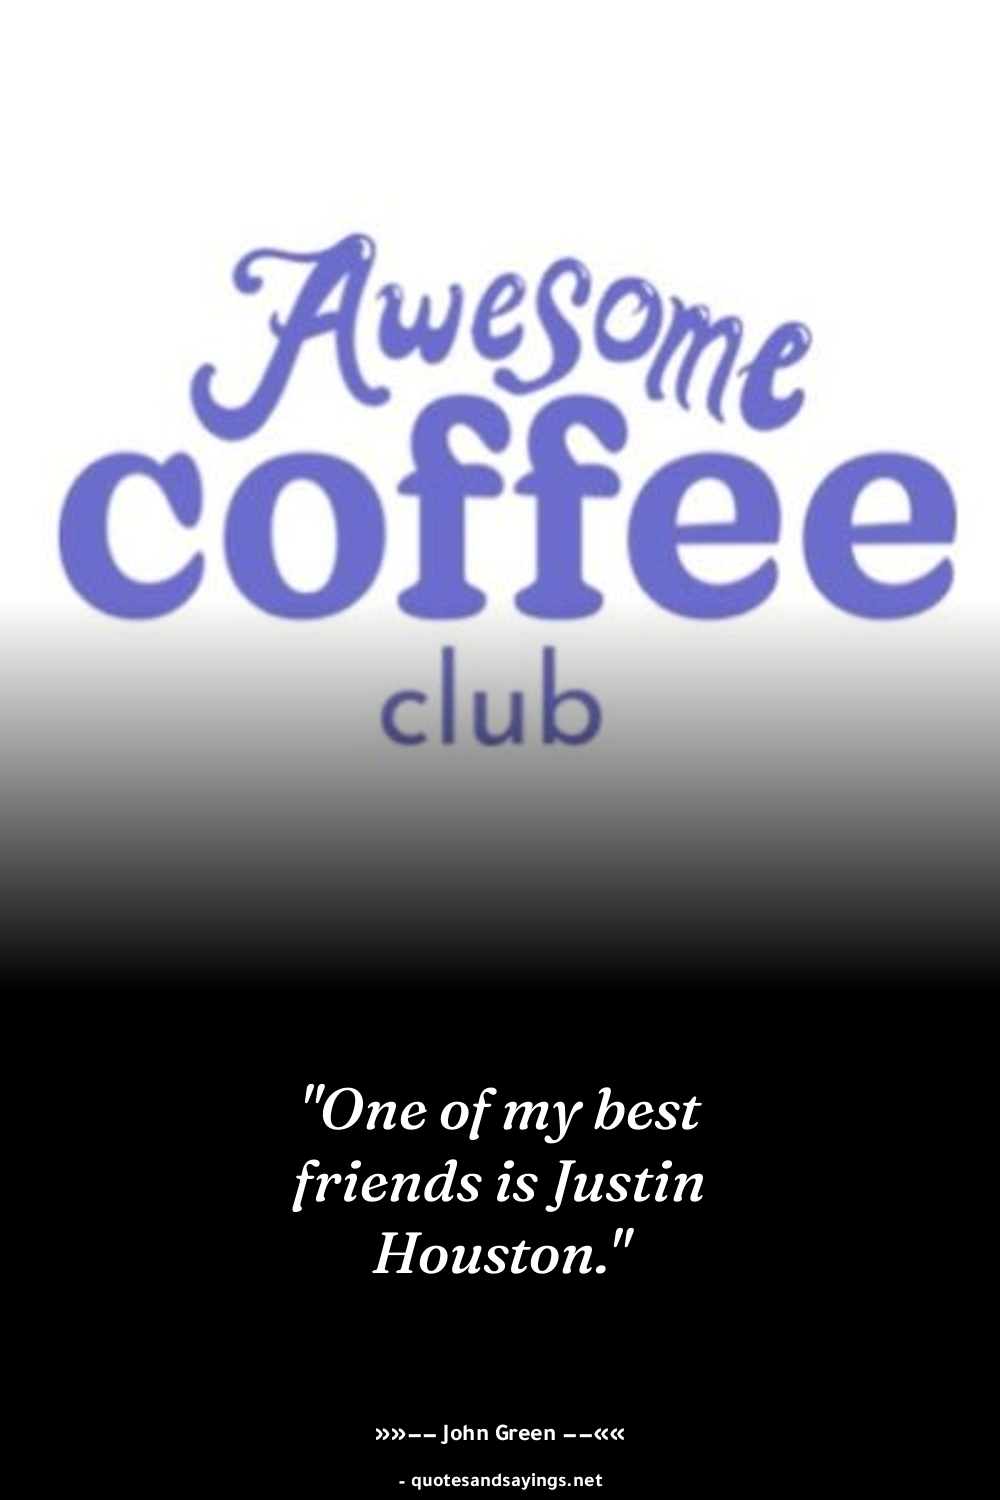 Awesome
coffee
club
"One of my best
friends is Justin
Houston."
»»–– John Green ––««
- quotesandsayings.net